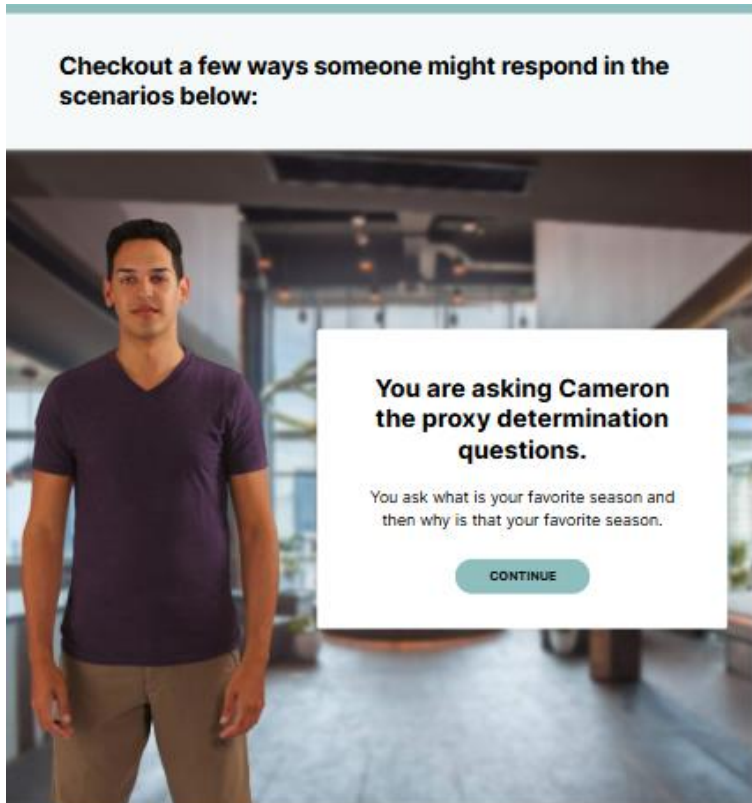 Checkout a few ways someone might respond in the
scenarios below:
You are asking Cameron
the proxy determination
questions.
You ask what is your favorite season and
then why is that your favorite season.
CONTINUE